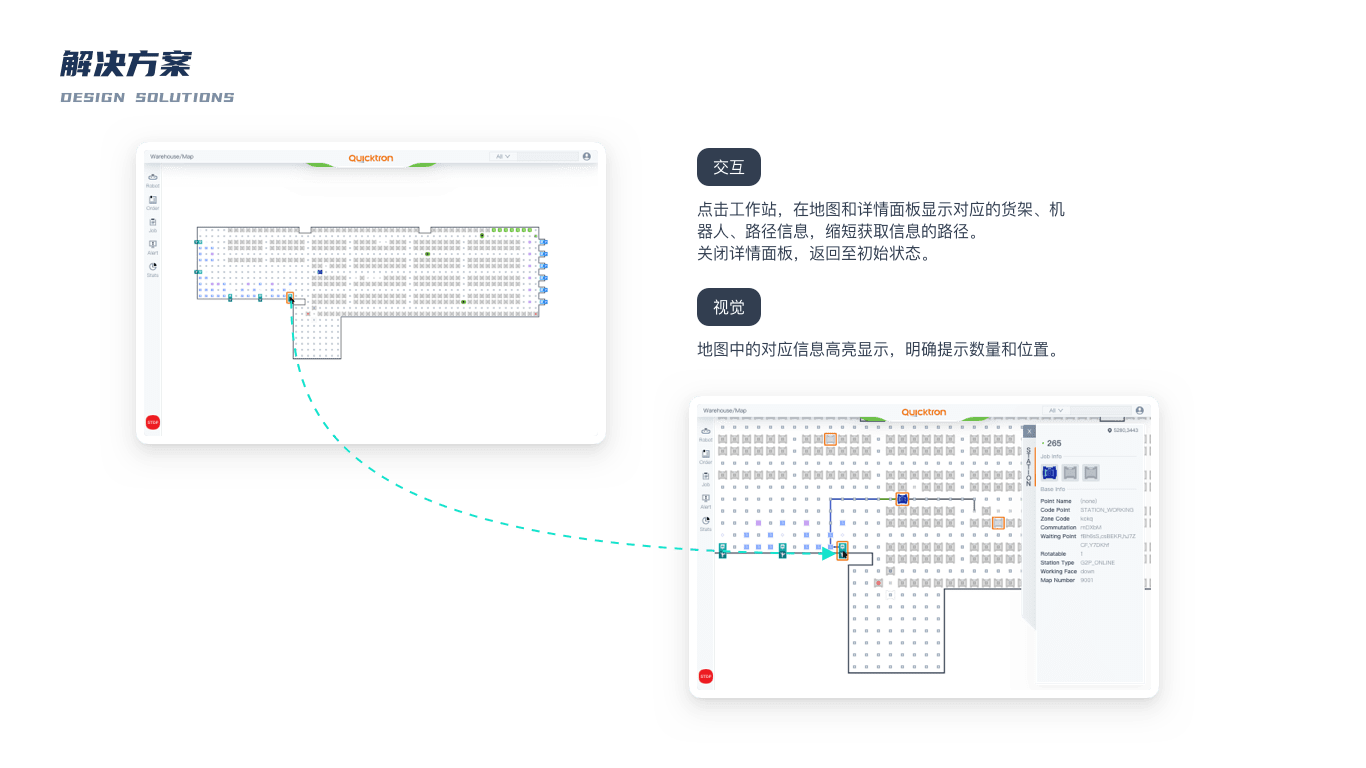 解决方案
DESIGN SOLUTIONS
Warehouse/Map
Quicktron
All
Robot
Order
Job
Alert
Stats
STOP
交互
点击工作站，在地图和详情面板显示对应的货架、机
器人、路径信息，缩短获取信息的路径。
关闭详情面板，返回至初始状态。
视觉
地图中的对应信息高亮显示，明确提示数量和位置。
Warehouse/Map
Quicktron
All
Robot
Order
Job
Alert
Stats
STOP
STATION
5280,3443
265
Job Info
Base Info
Point Name (none)
Code Point STATION_WORKING
Zone Code
Commutation
Waiting Point
Rotatable 1
Station Type G2P_ONLINE
Working Face down
Map Number 9001